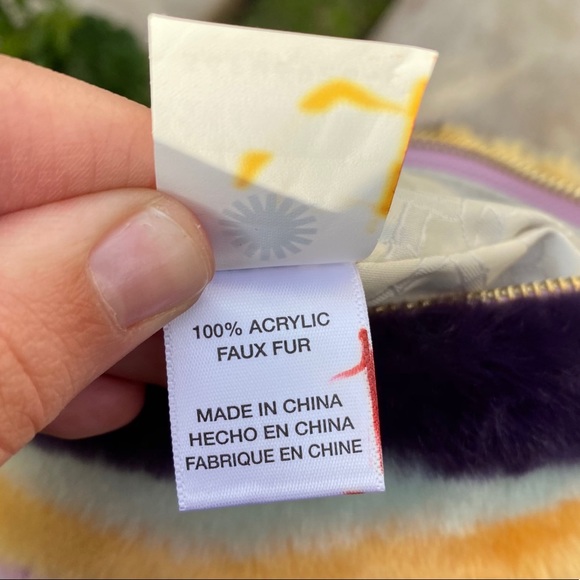 100% ACRYLIC
FAUX FUR
MADE IN CHINA
HECHO EN CHINA
FABRIQUE EN CHINE